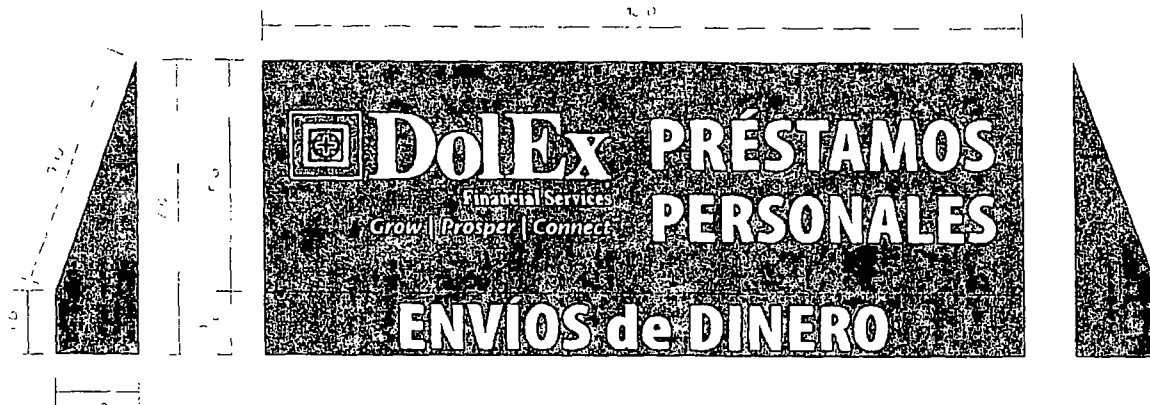 DolEx
Financial Services
Grow | Prosper | Connect
PRÉSTAMOS
PERSONALES
ENVÍOS de DINERO